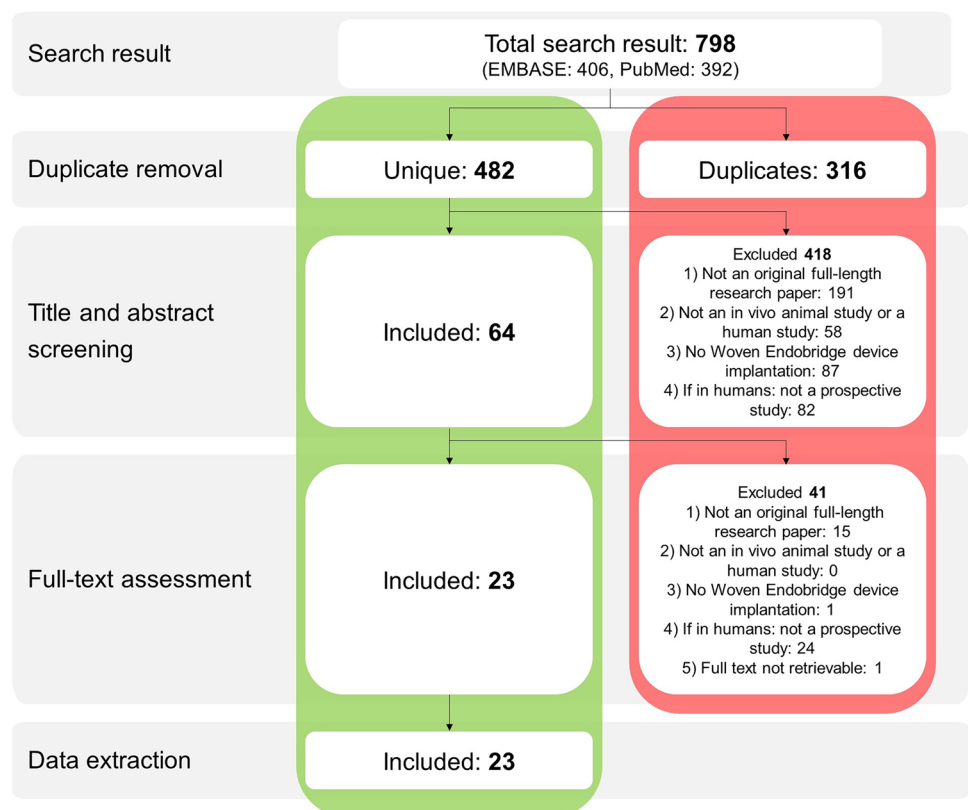 Search result
Total search result: 798
(EMBASE: 406, PubMed: 392)
Duplicate removal
Unique: 482
Duplicates: 316
Title and abstract
screening
Included: 64
Excluded 418
1) Not an original full-length
research paper: 191
2) Not an in vivo animal study or a
human study: 58
3) No Woven Endobridge device
implantation: 87
4) If in humans: not a prospective
study: 82
Full-text assessment
Included: 23
Excluded 41
1) Not an original full-length
research paper: 15
2) Not an in vivo animal study or a
human study: 0
3) No Woven Endobridge device
implantation: 1
4) If in humans: not a prospective
study: 24
5) Full text not retrievable: 1
Data extraction
Included: 23